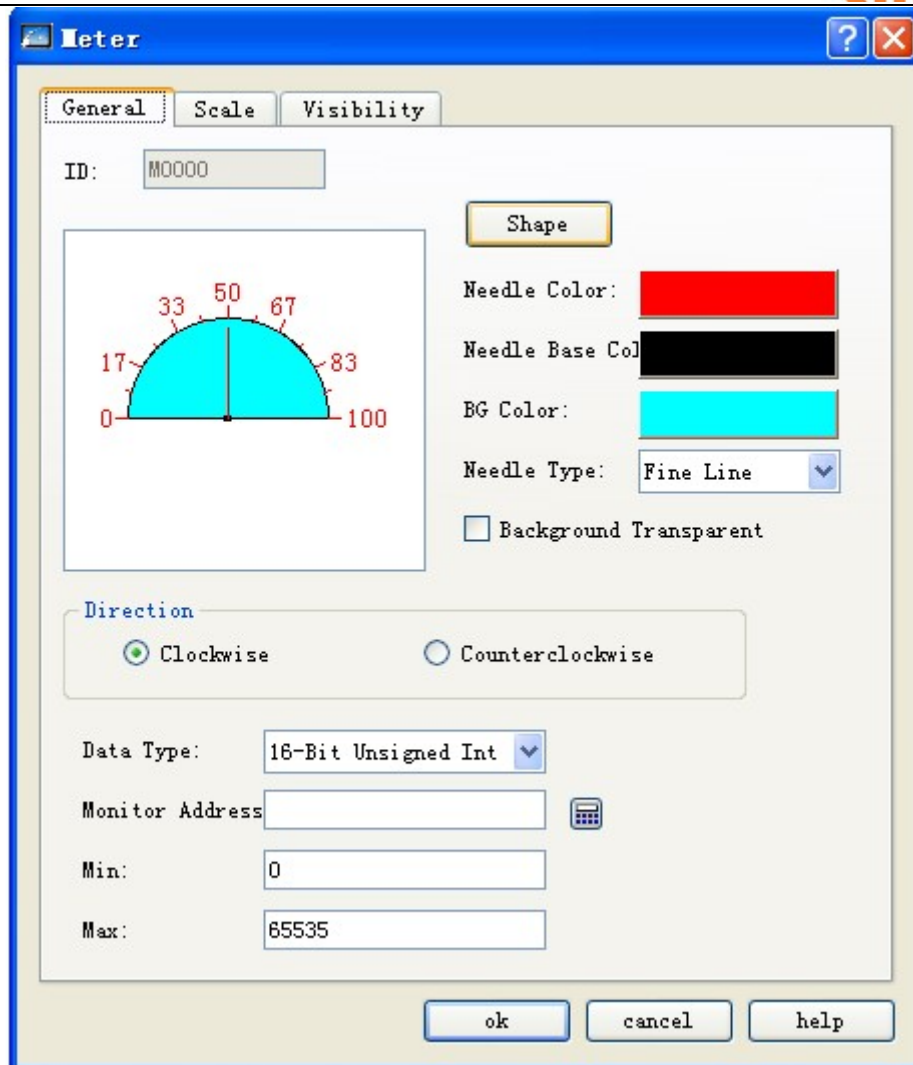 Meter
General Scale Visibility
ID: M0000
Shape
0 17 33 50 67 83 100
Needle Color:
Needle Base Col
BG Color:
Needle Type: Fine Line
Background Transparent
Direction
Clockwise Counterclockwise
Data Type: 16-Bit Unsigned Int
Monitor Address
Min: 0
Max: 65535
ok cancel help